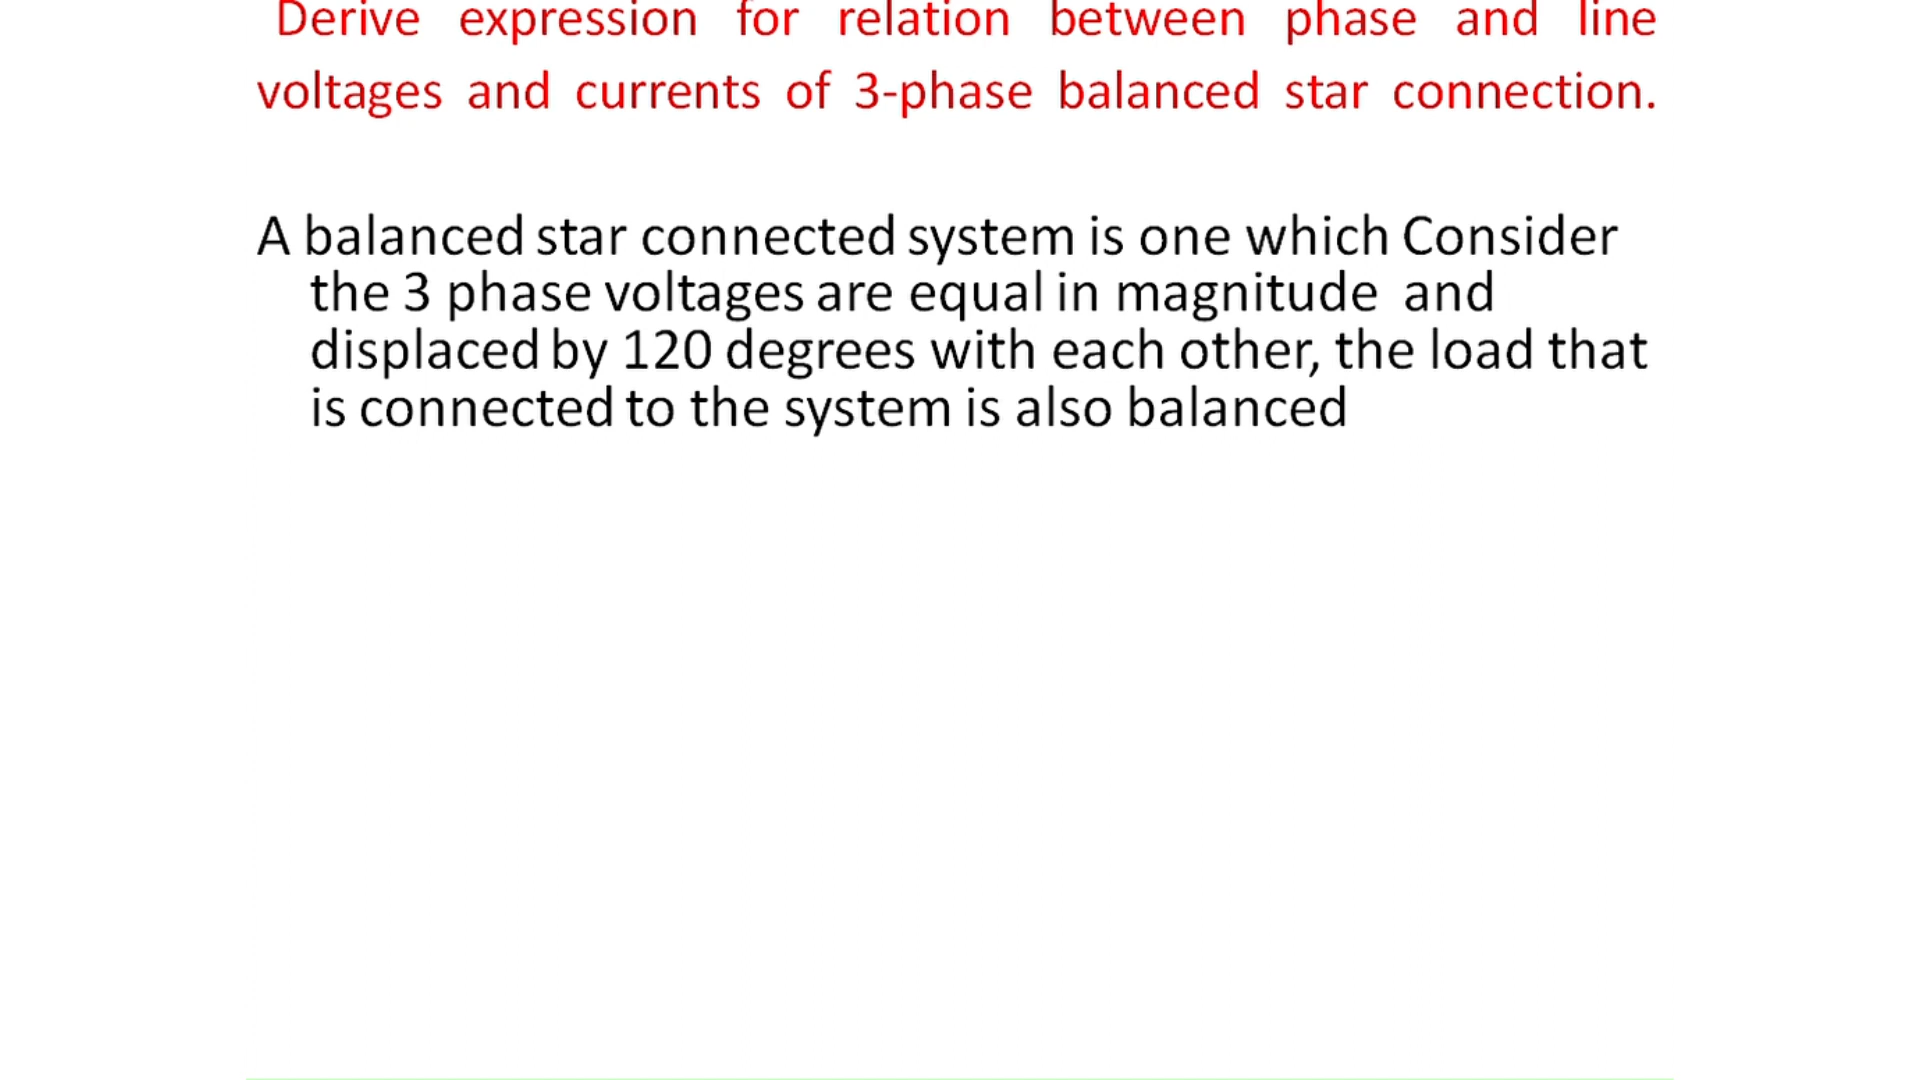 Derive expression for relation between phase and line
voltages and currents of 3-phase balanced star connection.
A balanced star connected system is one which Consider
the 3 phase voltages are equal in magnitude and
displaced by 120 degrees with each other, the load that
is connected to the system is also balanced